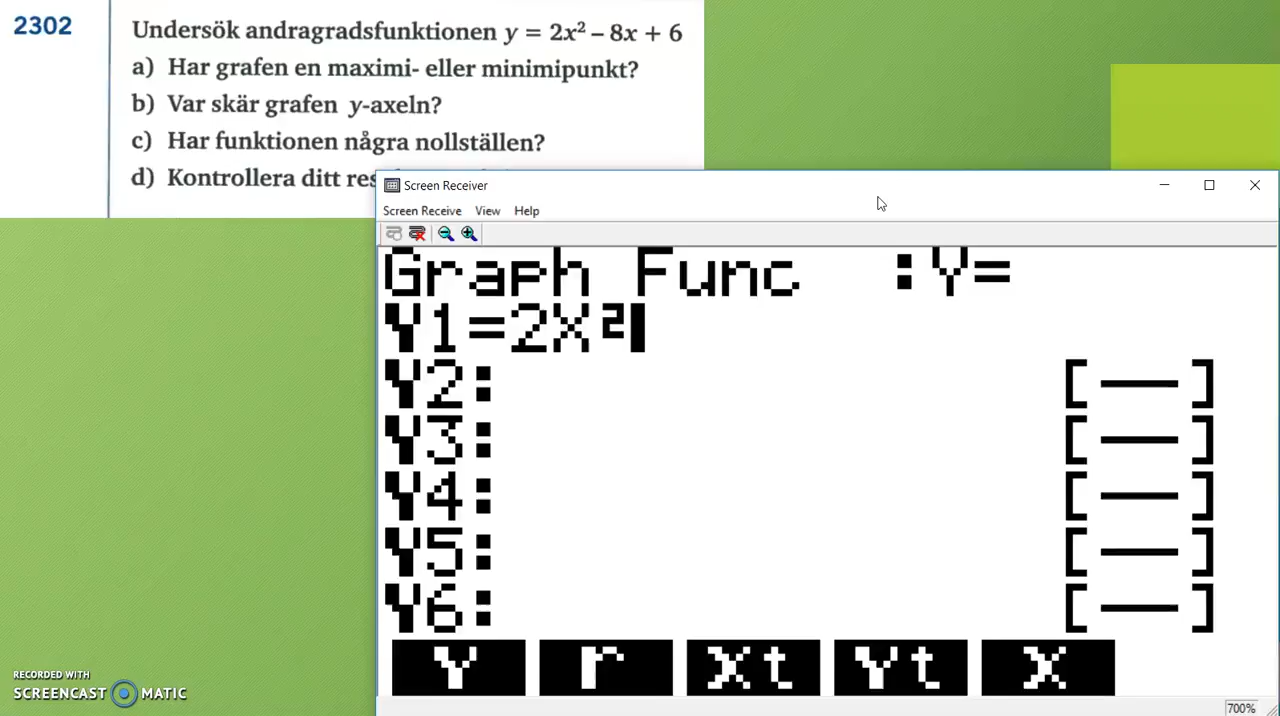 2302
Undersök andragradsfunktionen y = 2x² – 8x + 6
a) Har grafen en maximi- eller minimipunkt?
b) Var skär grafen y-axeln?
c) Har funktionen några nollställen?
d) Kontrollera ditt res
Screen Receiver
Screen Receive View Help
Graph Func :Y=
Y1=2X²
Y2: [—]
Y3: [—]
Y4: [—]
Y5: [—]
Y6: [—]
Y r Xt Yt X
700%
RECORDED WITH
SCREENCAST MATIC